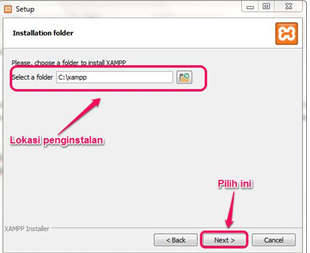 Setup
Installation folder
Please, choose a folder to install XAMPP
Select a folder C:\xampp
Lokasi penginstalan
Pilih ini
XAMPP Installer
< Back Next > Cancel